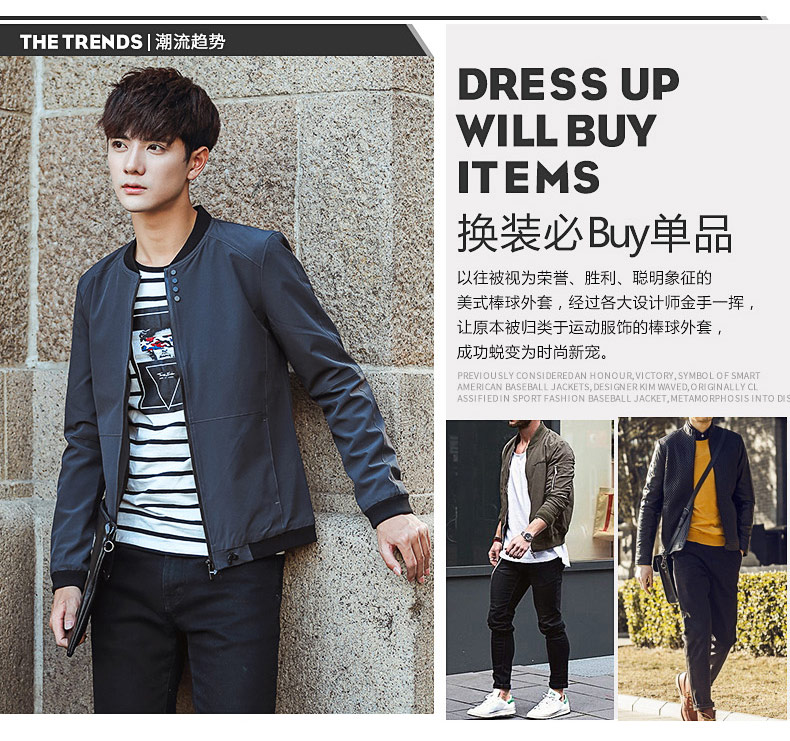 THE TRENDS | 潮流趋势
DRESS UP
WILL BUY
ITEMS
换装必Buy单品
以往被视为荣誉、胜利、聪明象征的
美式棒球外套，经过各大设计师金手一挥，
让原本被归类于运动服饰的棒球外套，
成功蜕变为时尚新宠。
PREVIOUSLY CONSIDERED AN HONOUR, VICTORY, SYMBOL OF SMART
AMERICAN BASEBALL JACKETS, DESIGNER KIM WAVED, ORIGINALLY CL
ASSIFIED IN SPORT FASHION BASEBALL JACKET, METAMORPHOSIS INTO DIS